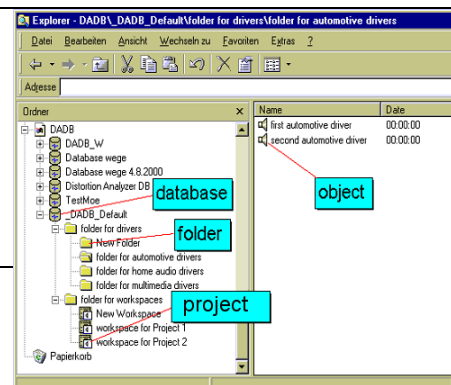 Explorer - DADB\_DADB_Default\folder for drivers\folder for automotive drivers
Datei Bearbeiten Ansicht Wechseln zu Favoriten Extras ?
Adresse
Ordner
DADB
DADB_W
Database wege
Database wege 4.8.2000
Distortion Analyzer DB
TestMoe
_DADB_Default
folder for drivers
New Folder
folder for automotive drivers
folder for home audio drivers
folder for multimedia drivers
folder for workspaces
New Workspace
workspace for Project 1
workspace for Project 2
Papierkorb
Name Date
first automotive driver 00:00:00
second automotive driver 00:00:00
database
folder
project
object